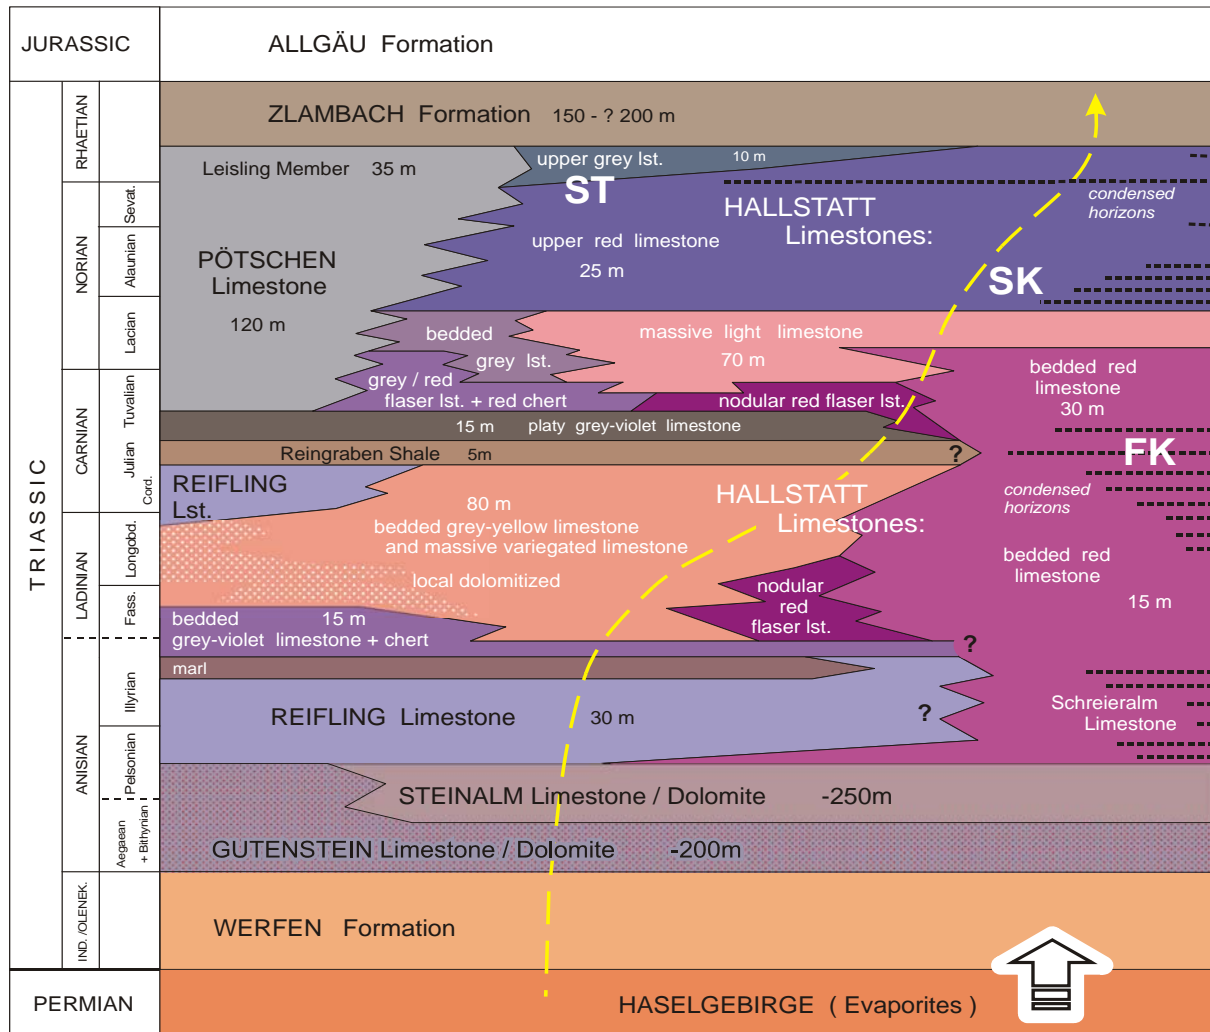 JURASSIC
ALLGÄU Formation
TRIASSIC
RHAETIAN
ZLAMBACH Formation 150 - ? 200 m
Leisling Member 35 m
upper grey lst. 10 m
ST
NORIAN
Sevat.
Alaunian
Lacian
HALLSTATT
Limestones:
condensed
horizons
upper red limestone
25 m
SK
PÖTSCHEN
Limestone
120 m
bedded
grey lst.
massive light limestone
70 m
bedded red
limestone
30 m
CARNIAN
Tuvalian
Julian
Cord.
grey / red
flaser lst. + red chert
nodular red flaser lst.
15 m platy grey-violet limestone
Reingraben Shale 5m
?
FK
REIFLING
Lst.
80 m
bedded grey-yellow limestone
and massive variegated limestone
HALLSTATT
Limestones:
condensed
horizons
LADINIAN
Longobd.
Fass.
local dolomitized
nodular
red
flaser lst.
bedded red
limestone
15 m
bedded 15 m
grey-violet limestone + chert
?
marl
ANISIAN
Illyrian
Pelsonian
Aegaean
+ Bithynian
REIFLING Limestone 30 m
?
Schreieralm
Limestone
STEINALM Limestone / Dolomite -250m
GUTENSTEIN Limestone / Dolomite -200m
IND. /OLENEK.
WERFEN Formation
PERMIAN
HASELGEBIRGE ( Evaporites )